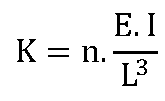 K = n. E. I / L³